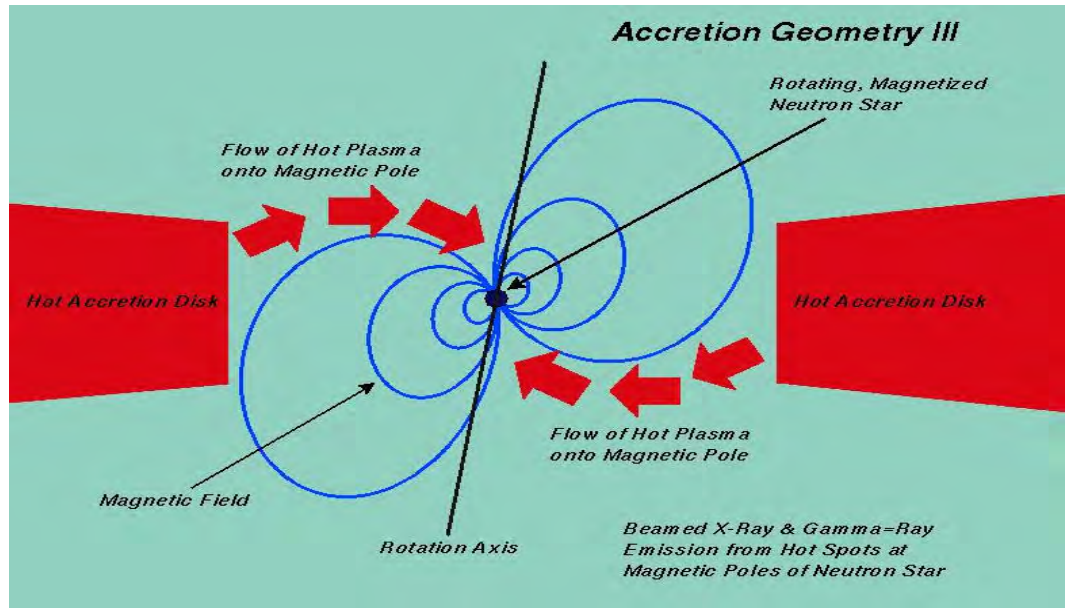 Accretion Geometry III
Rotating, Magnetized
Neutron Star
Flow of Hot Plasma
onto Magnetic Pole
Hot Accretion Disk
Hot Accretion Disk
Flow of Hot Plasma
onto Magnetic Pole
Magnetic Field
Rotation Axis
Beamed X-Ray & Gamma=Ray
Emission from Hot Spots at
Magnetic Poles of Neutron Star